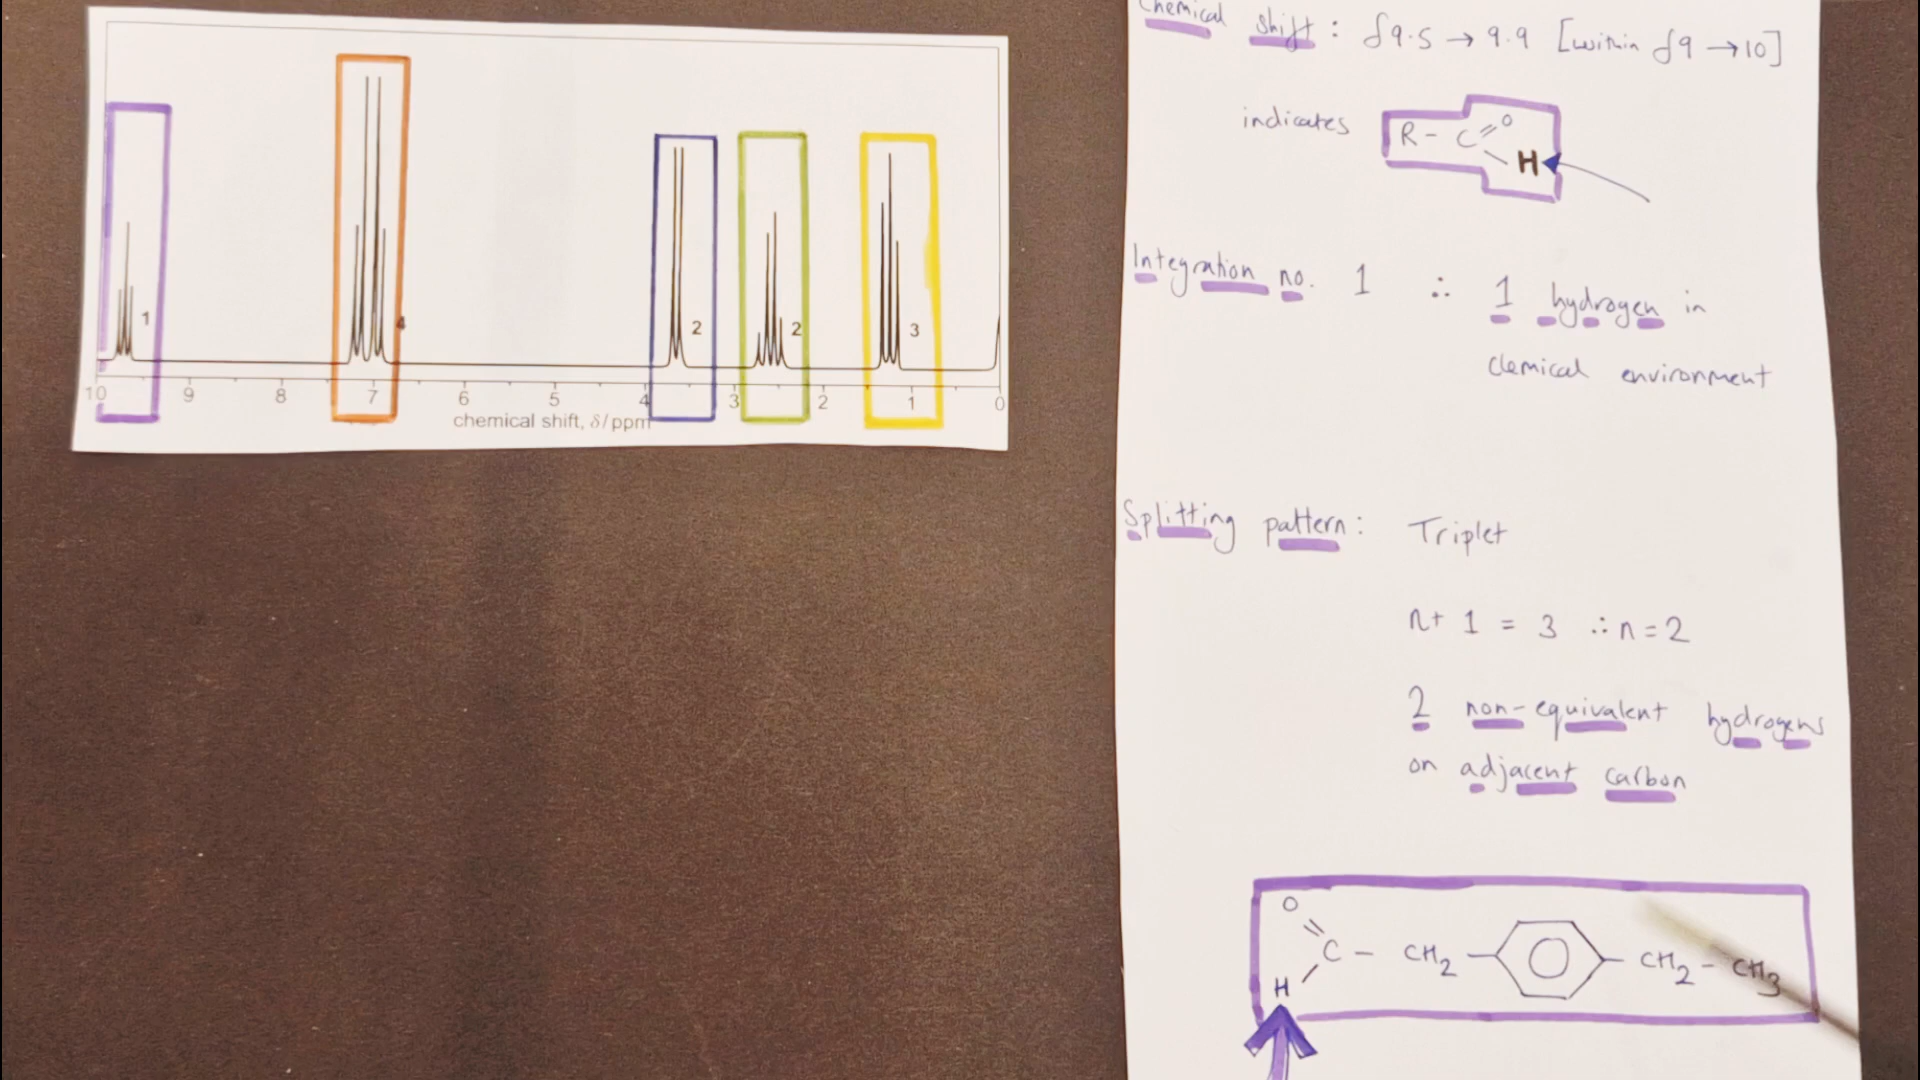 1
4
2
2
3
10 9 8 7 6 5 4 3 2 1 0
chemical shift, δ/ppm
Chemical shift: δ9.5 → 9.9 [within δ9 → 10]
indicates R - C = O
H
Integration no. 1 ∴ 1 hydrogen in
chemical environment
Splitting pattern: Triplet
n+ 1 = 3 ∴ n = 2
2 non-equivalent hydrogens
on adjacent carbon
O
C - CH2 - CH2 - CH3
H